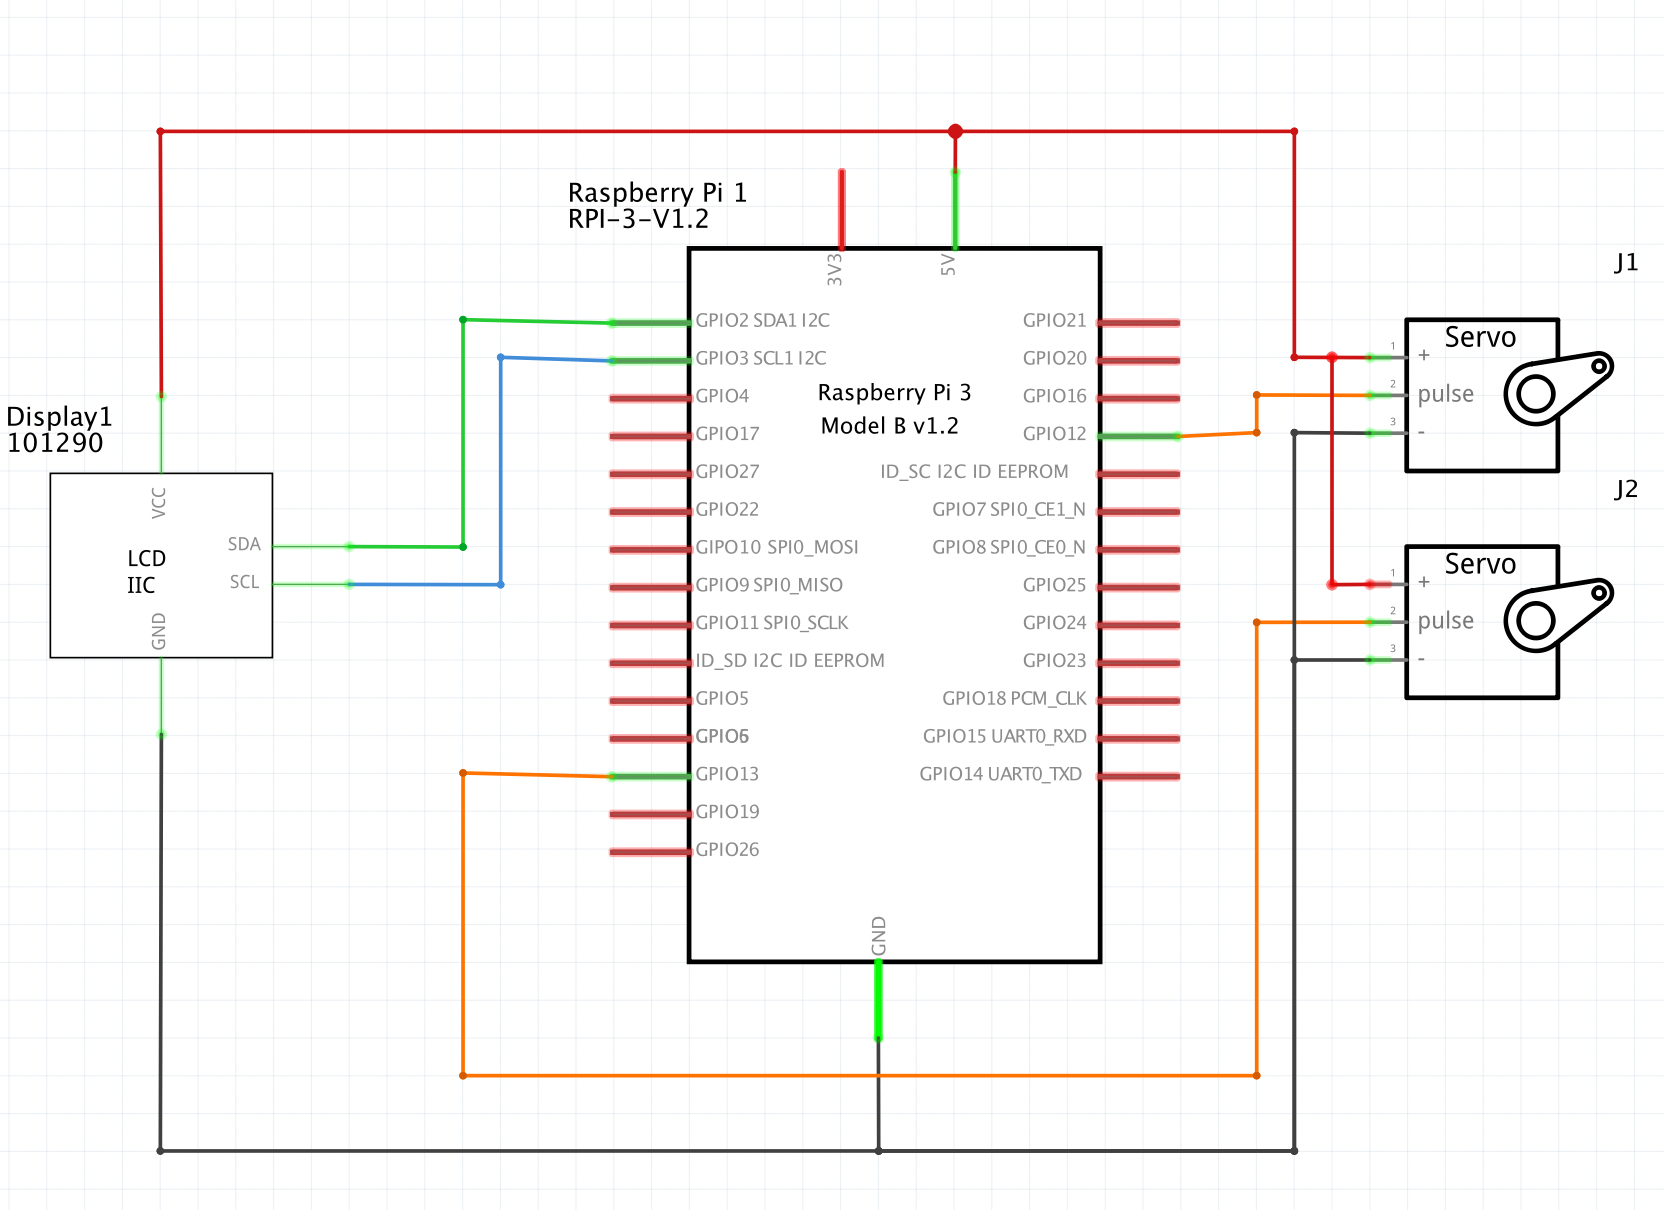 Raspberry Pi 1
RPI-3-V1.2
3V3
5V
J1
GPIO2 SDA1 I2C
GPIO3 SCL1 I2C
GPIO4
GPIO17
GPIO27
GPIO22
GIPO10 SPI0_MOSI
GPIO9 SPI0_MISO
GPIO11 SPI0_SCLK
ID_SD I2C ID EEPROM
GPIO5
GPIO6
GPIO13
GPIO19
GPIO26
Raspberry Pi 3
Model B v1.2
GPIO21
GPIO20
GPIO16
GPIO12
ID_SC I2C ID EEPROM
GPIO7 SPI0_CE1_N
GPIO8 SPI0_CE0_N
GPIO25
GPIO24
GPIO23
GPIO18 PCM_CLK
GPIO15 UART0_RXD
GPIO14 UART0_TXD
GND
Display1
101290
VCC
SDA
SCL
LCD
IIC
GND
Servo
1 +
2 pulse
3 -
J2
Servo
1 +
2 pulse
3 -